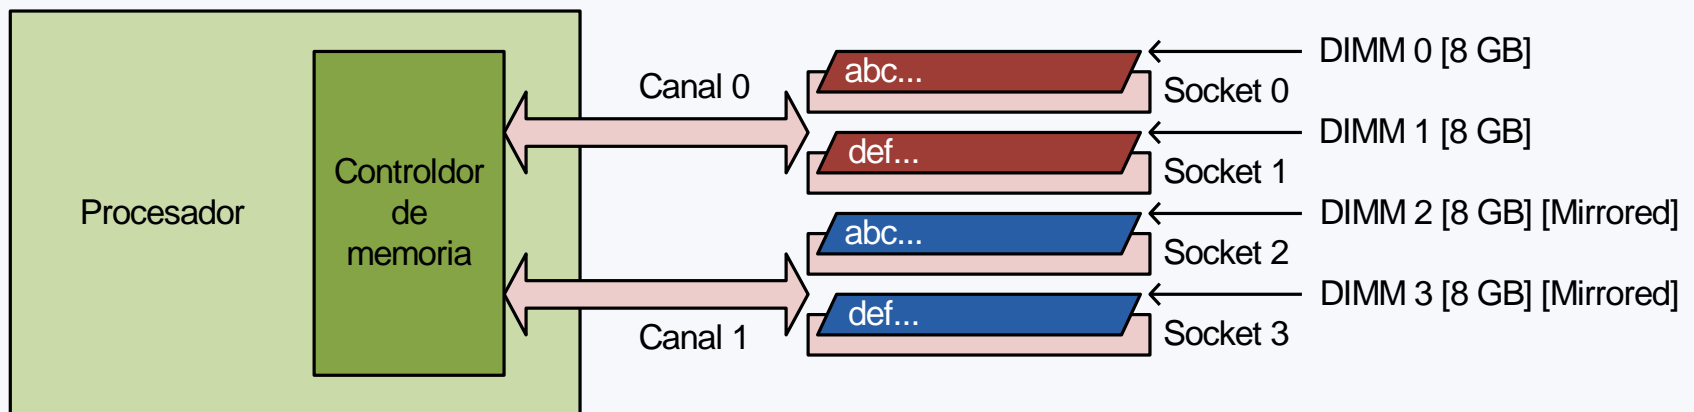 Procesador
Controldor
de
memoria
Canal 0
Canal 1
abc...
DIMM 0 [8 GB]
Socket 0
def...
DIMM 1 [8 GB]
Socket 1
abc...
DIMM 2 [8 GB] [Mirrored]
Socket 2
def...
DIMM 3 [8 GB] [Mirrored]
Socket 3